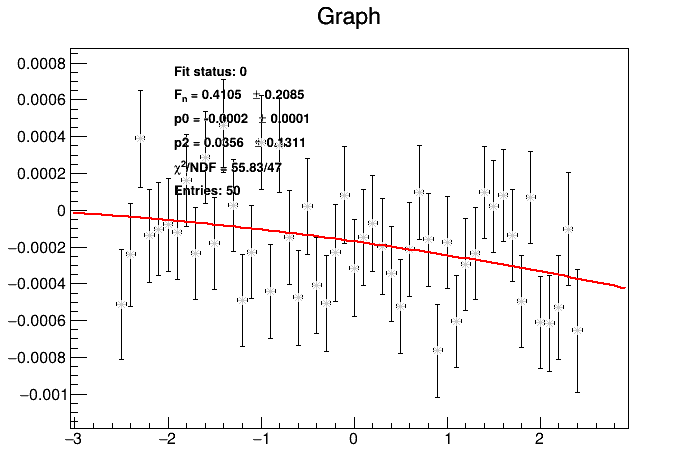 Graph
0.0008
0.0006
0.0004
0.0002
0
−0.0002
−0.0004
−0.0006
−0.0008
−0.001
Fit status: 0
Fn = 0.4105 ± 0.2085
p0 = -0.0002 ± 0.0001
p2 = 0.0356 ± 0.1311
χ²/NDF = 55.83/47
Entries: 50
−3 −2 −1 0 1 2